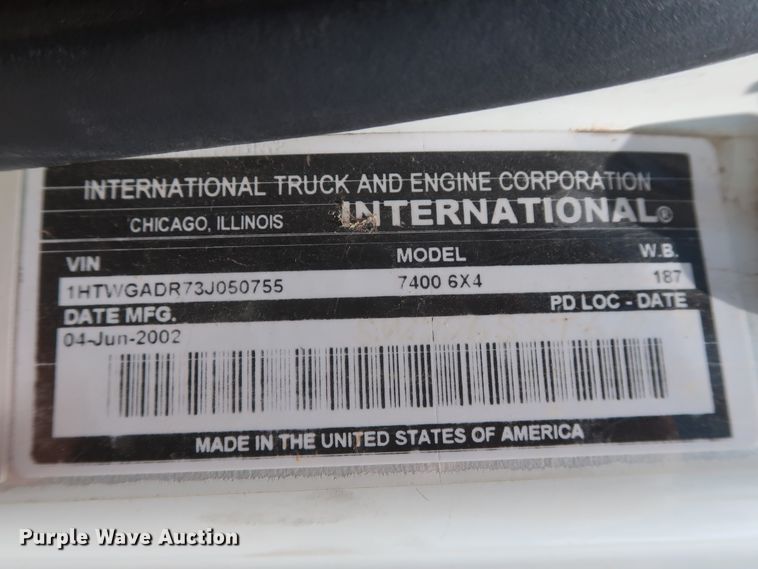 INTERNATIONAL TRUCK AND ENGINE CORPORATION
CHICAGO, ILLINOIS INTERNATIONAL®
VIN MODEL W.B.
1HTWGADR73J050755 7400 6X4 187
DATE MFG. PD LOC - DATE
04-Jun-2002
MADE IN THE UNITED STATES OF AMERICA
Purple Wave Auction